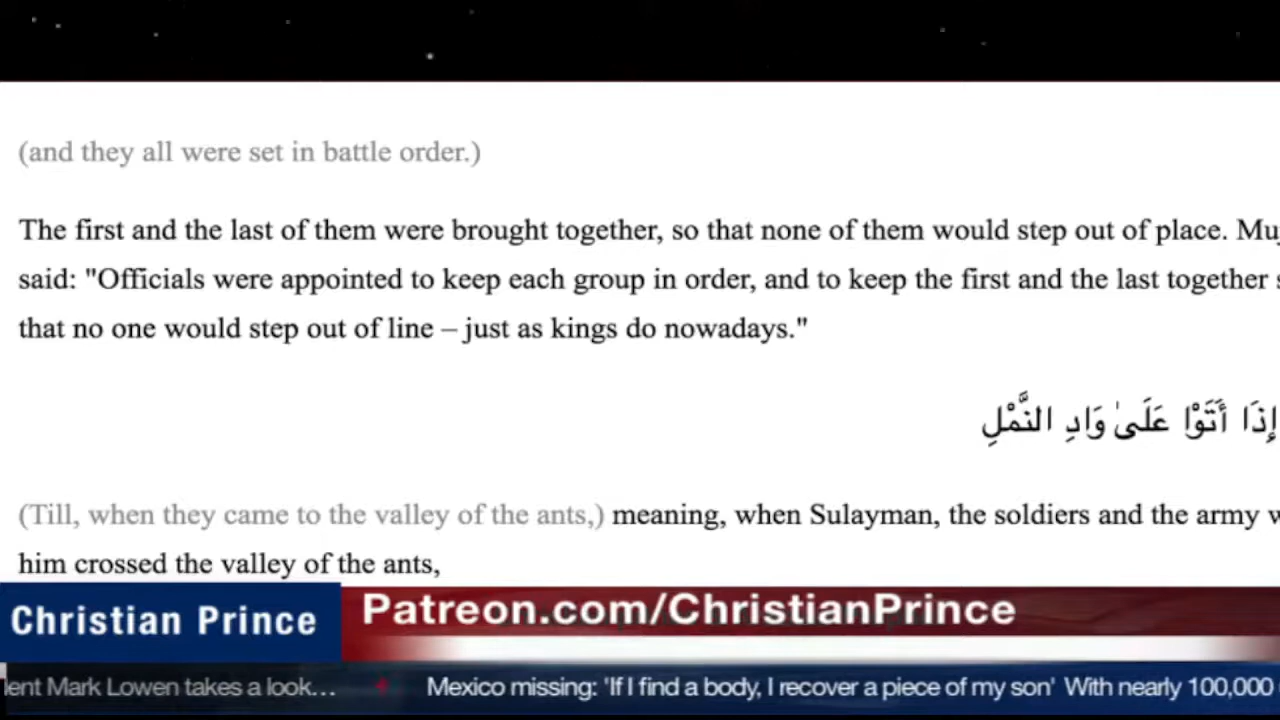 (and they all were set in battle order.)
The first and the last of them were brought together, so that none of them would step out of place.
said: "Officials were appointed to keep each group in order, and to keep the first and the last together
that no one would step out of line – just as kings do nowadays."
إِذَا أَتَوْا عَلَىٰ وَادِ النَّمْلِ
(Till, when they came to the valley of the ants,) meaning, when Sulayman, the soldiers and the army
him crossed the valley of the ants,
Christian Prince
Patreon.com/ChristianPrince
Mark Lowen takes a look... Mexico missing: 'If I find a body, I recover a piece of my son' With nearly 100,000